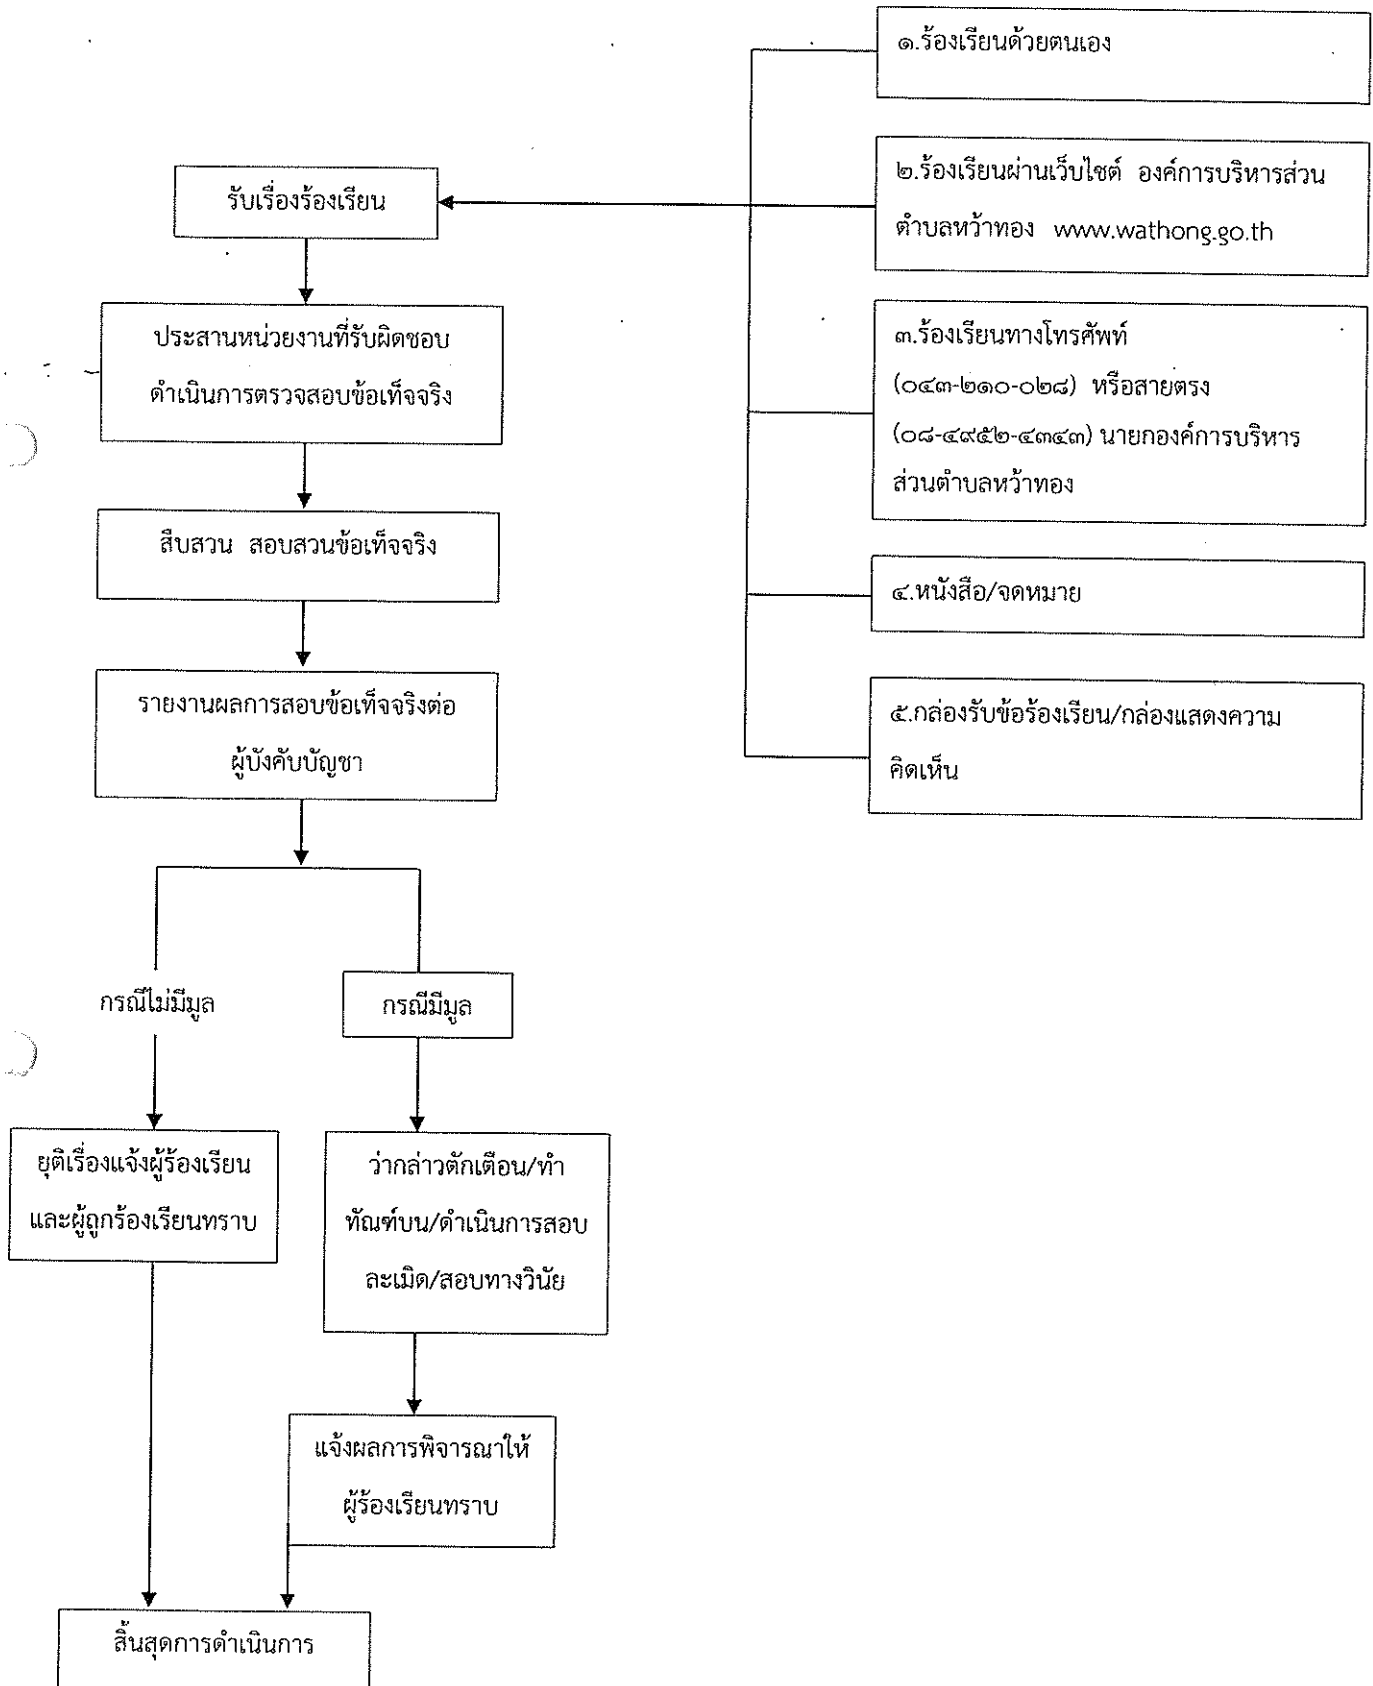 ๑.ร้องเรียนด้วยตนเอง
๒.ร้องเรียนผ่านเว็บไซต์ องค์การบริหารส่วน
ตำบลหว้าทอง www.wathong.go.th
๓.ร้องเรียนทางโทรศัพท์
(๐๔๓-๒๑๐-๐๒๘) หรือสายตรง
(๐๘-๔๙๕๒-๔๓๔๓) นายกองค์การบริหาร
ส่วนตำบลหว้าทอง
๔.หนังสือ/จดหมาย
๕.กล่องรับข้อร้องเรียน/กล่องแสดงความ
คิดเห็น
รับเรื่องร้องเรียน
ประสานหน่วยงานที่รับผิดชอบ
ดำเนินการตรวจสอบข้อเท็จจริง
สืบสวน สอบสวนข้อเท็จจริง
รายงานผลการสอบข้อเท็จจริงต่อ
ผู้บังคับบัญชา
กรณีไม่มีมูล
กรณีมีมูล
ยุติเรื่องแจ้งผู้ร้องเรียน
และผู้ถูกร้องเรียนทราบ
ว่ากล่าวตักเตือน/ทำ
ทัณฑ์บน/ดำเนินการสอบ
ละเมิด/สอบทางวินัย
แจ้งผลการพิจารณาให้
ผู้ร้องเรียนทราบ
สิ้นสุดการดำเนินการ